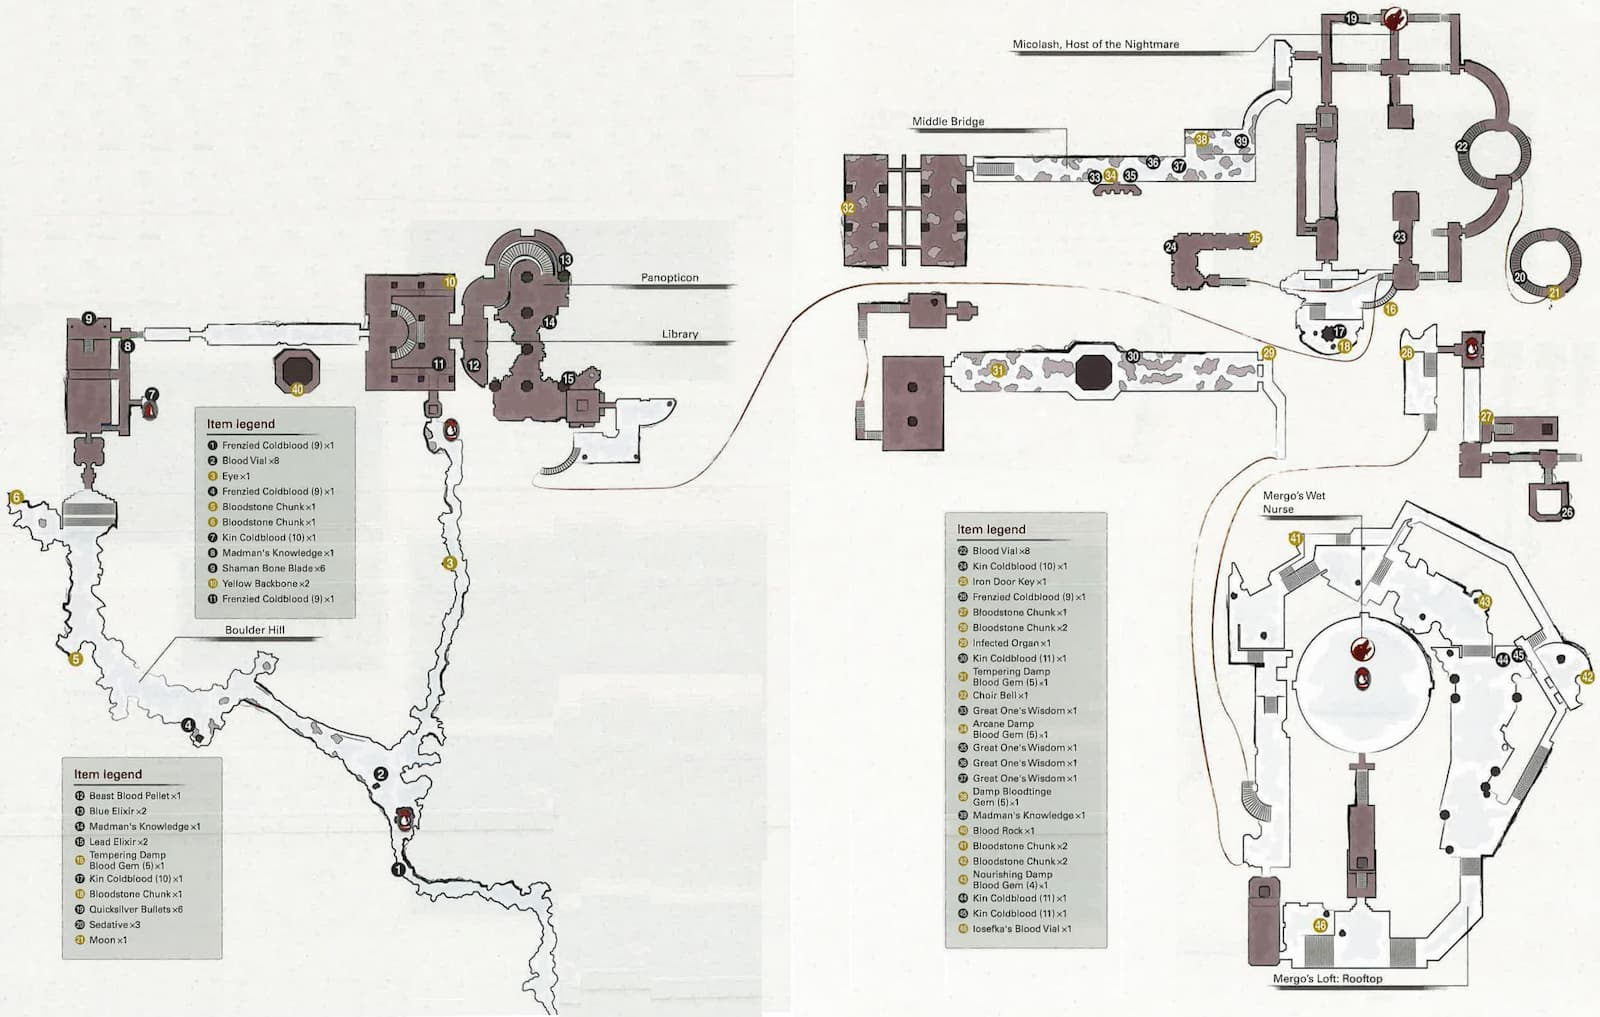 Micolash, Host of the Nightmare
Middle Bridge
Panopticon
Library
Item legend
1 Frenzied Coldblood (9)×1
2 Blood Vial×8
3 Eye×1
4 Frenzied Coldblood (9)×1
5 Bloodstone Chunk×1
6 Bloodstone Chunk×1
7 Kin Coldblood (10)×1
8 Madman's Knowledge×1
9 Shaman Bone Blade×6
10 Yellow Backbone×2
11 Frenzied Coldblood (9)×1
Boulder Hill
Item legend
12 Beast Blood Pellet×1
13 Blue Elixir×2
14 Madman's Knowledge×1
15 Lead Elixir×2
16 Tempering Damp
Blood Gem (5)×1
17 Kin Coldblood (10)×1
18 Bloodstone Chunk×1
19 Quicksilver Bullets×6
20 Sedative×3
21 Moon×1
Item legend
22 Blood Vial×8
24 Kin Coldblood (10)×1
25 Iron Door Key×1
26 Frenzied Coldblood (9)×1
27 Bloodstone Chunk×1
28 Bloodstone Chunk×2
29 Infected Organ×1
30 Kin Coldblood (11)×1
31 Tempering Damp
Blood Gem (5)×1
32 Choir Bell×1
33 Great One's Wisdom×1
34 Arcane Damp
Blood Gem (5)×1
35 Great One's Wisdom×1
36 Great One's Wisdom×1
37 Great One's Wisdom×1
38 Damp Bloodtinge
Gem (5)×1
39 Madman's Knowledge×1
40 Blood Rock×1
41 Bloodstone Chunk×2
42 Bloodstone Chunk×2
43 Nourishing Damp
Blood Gem (4)×1
44 Kin Coldblood (11)×1
45 Kin Coldblood (11)×1
46 Iosefka's Blood Vial×1
Mergo's Wet
Nurse
Mergo's Loft: Rooftop